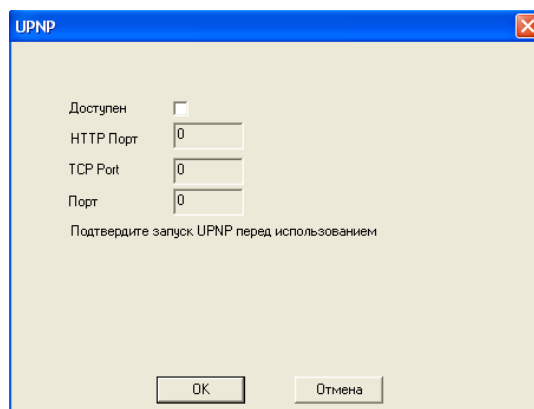 UPNP
Доступен
HTTP Порт 0
TCP Port 0
Порт 0
Подтвердите запуск UPNP перед использованием
OK Отмена